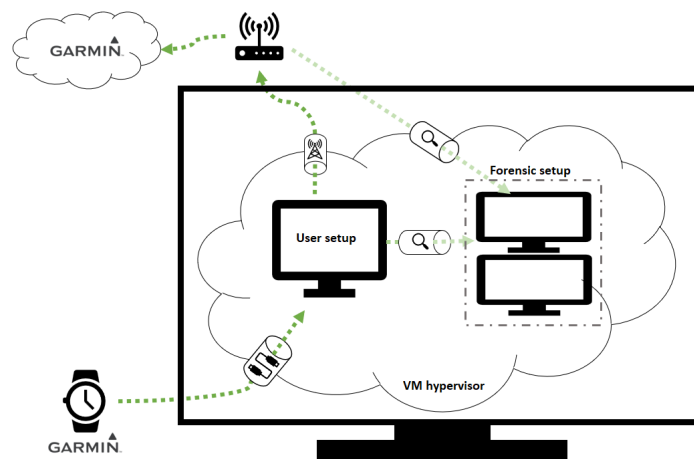 GARMIN
Forensic setup
User setup
VM hypervisor
GARMIN